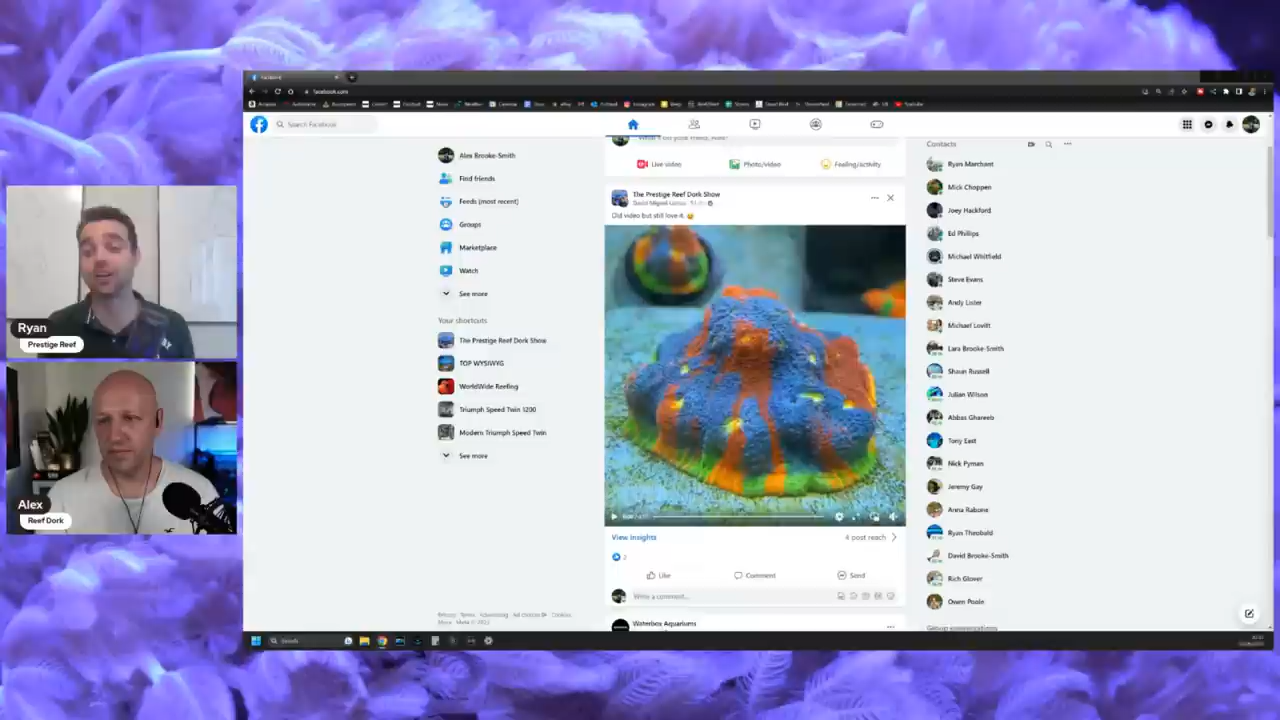 facebook.com
Search Facebook
Alex Brooke-Smith
Find friends
Feeds (most recent)
Groups
Marketplace
Watch
See more
Your shortcuts
The Prestige Reef Dork Show
TOP WYSIWYG
WorldWide Reefing
Triumph Speed Twin 1200
Modern Triumph Speed Twin
See more
Live video
Photo/video
Feeling/activity
The Prestige Reef Dork Show
Old video but still love it.
View insights
4 post reach
2
Like
Comment
Send
Write a comment...
Waterbox Aquariums
Contacts
Ryan Marchant
Mick Choppen
Joey Hackford
Ed Phillips
Michael Whitfield
Steve Evans
Andy Lister
Michael Lovitt
Lara Brooke-Smith
Shaun Russell
Julian Wilson
Abbas Ghareeb
Tony East
Nick Pyman
Jeremy Gay
Anna Rabone
Ryan Theobald
David Brooke-Smith
Rich Glover
Owen Poole
Group conversations
Ryan
Prestige Reef
Alex
Reef Dork